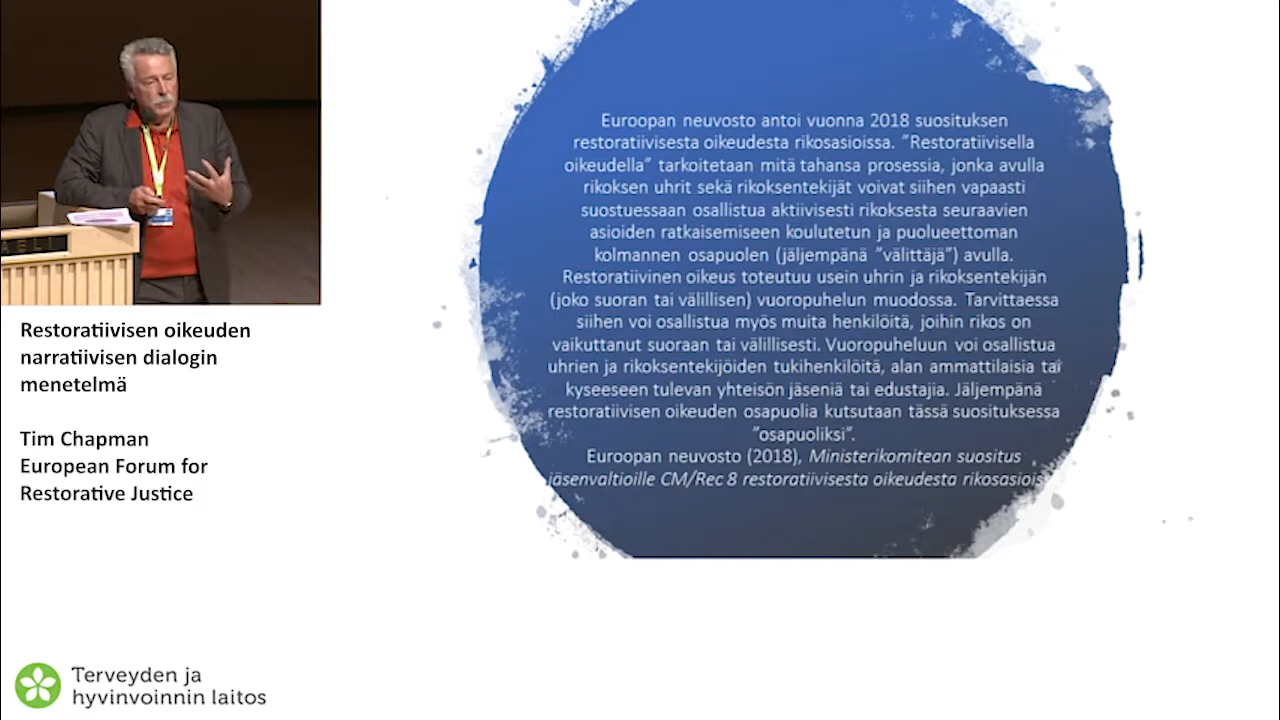 Euroopan neuvosto antoi vuonna 2018 suosituksen
restoratiivisesta oikeudesta rikosasioissa. ”Restoratiivisella
oikeudella” tarkoitetaan mitä tahansa prosessia, jonka avulla
rikoksen uhrit sekä rikoksentekijät voivat siihen vapaasti
suostuessaan osallistua aktiivisesti rikoksesta seuraavien
asioiden ratkaisemiseen koulutetun ja puolueettoman
kolmannen osapuolen (jäljempänä ”välittäjä”) avulla.
Restoratiivinen oikeus toteutuu usein uhrin ja rikoksentekijän
(joko suoran tai välillisen) vuoropuhelun muodossa. Tarvittaessa
siihen voi osallistua myös muita henkilöitä, joihin rikos on
vaikuttanut suoraan tai välillisesti. Vuoropuheluun voi osallistua
uhrien ja rikoksentekijöiden tukihenkilöitä, alan ammattilaisia tai
kyseeseen tulevan yhteisön jäseniä tai edustajia. Jäljempänä
restoratiivisen oikeuden osapuolia kutsutaan tässä suosituksessa
”osapuoliksi”.
Euroopan neuvosto (2018), Ministerikomitean suositus
jäsenvaltioille CM/Rec 8 restoratiivisesta oikeudesta
AELI
Restoratiivisen oikeuden
narratiivisen dialogin
menetelmä
Tim Chapman
European Forum for
Restorative Justice
Terveyden ja
hyvinvoinnin laitos